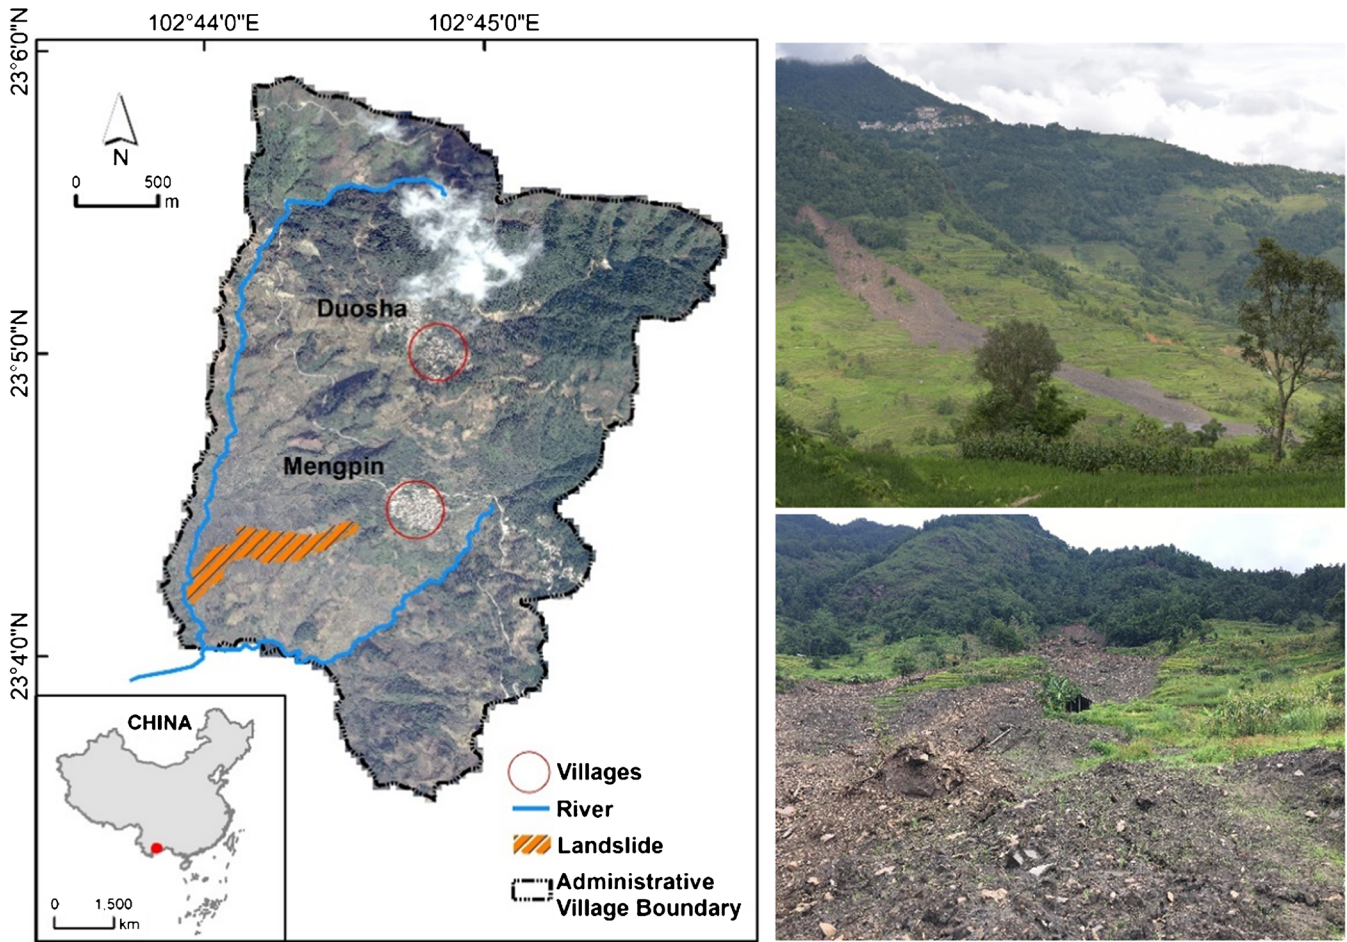 102°44'0"E
102°45'0"E
23°6'0"N
N
0 500
m
Duosha
23°5'0"N
Mengpin
23°4'0"N
CHINA
0 1,500
km
Villages
River
Landslide
Administrative
Village Boundary